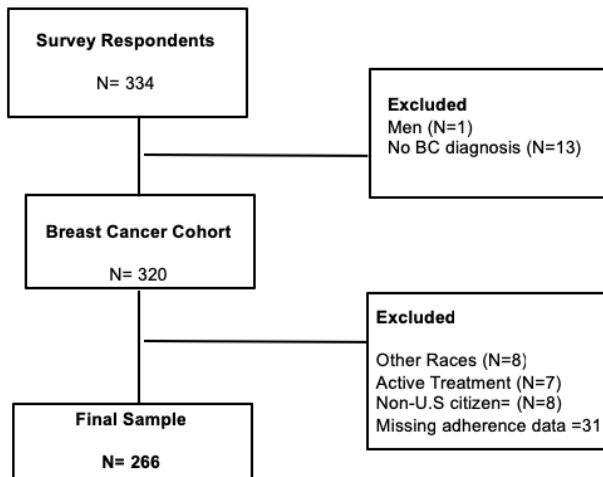 Survey Respondents
N= 334
Excluded
Men (N=1)
No BC diagnosis (N=13)
Breast Cancer Cohort
N= 320
Excluded
Other Races (N=8)
Active Treatment (N=7)
Non-U.S citizen= (N=8)
Missing adherence data =31
Final Sample
N= 266